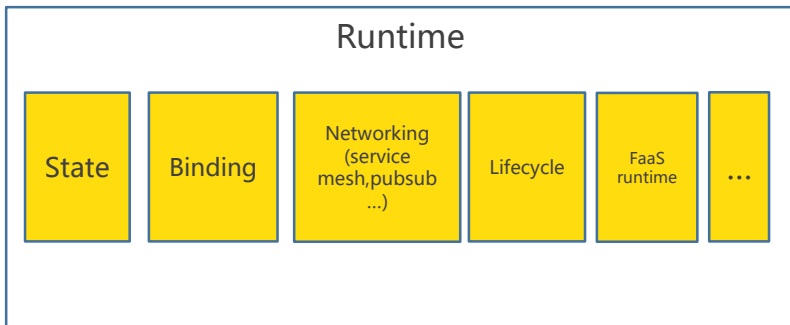 Runtime
State
Binding
Networking
(service
mesh,pubsub
...)
Lifecycle
FaaS
runtime
...